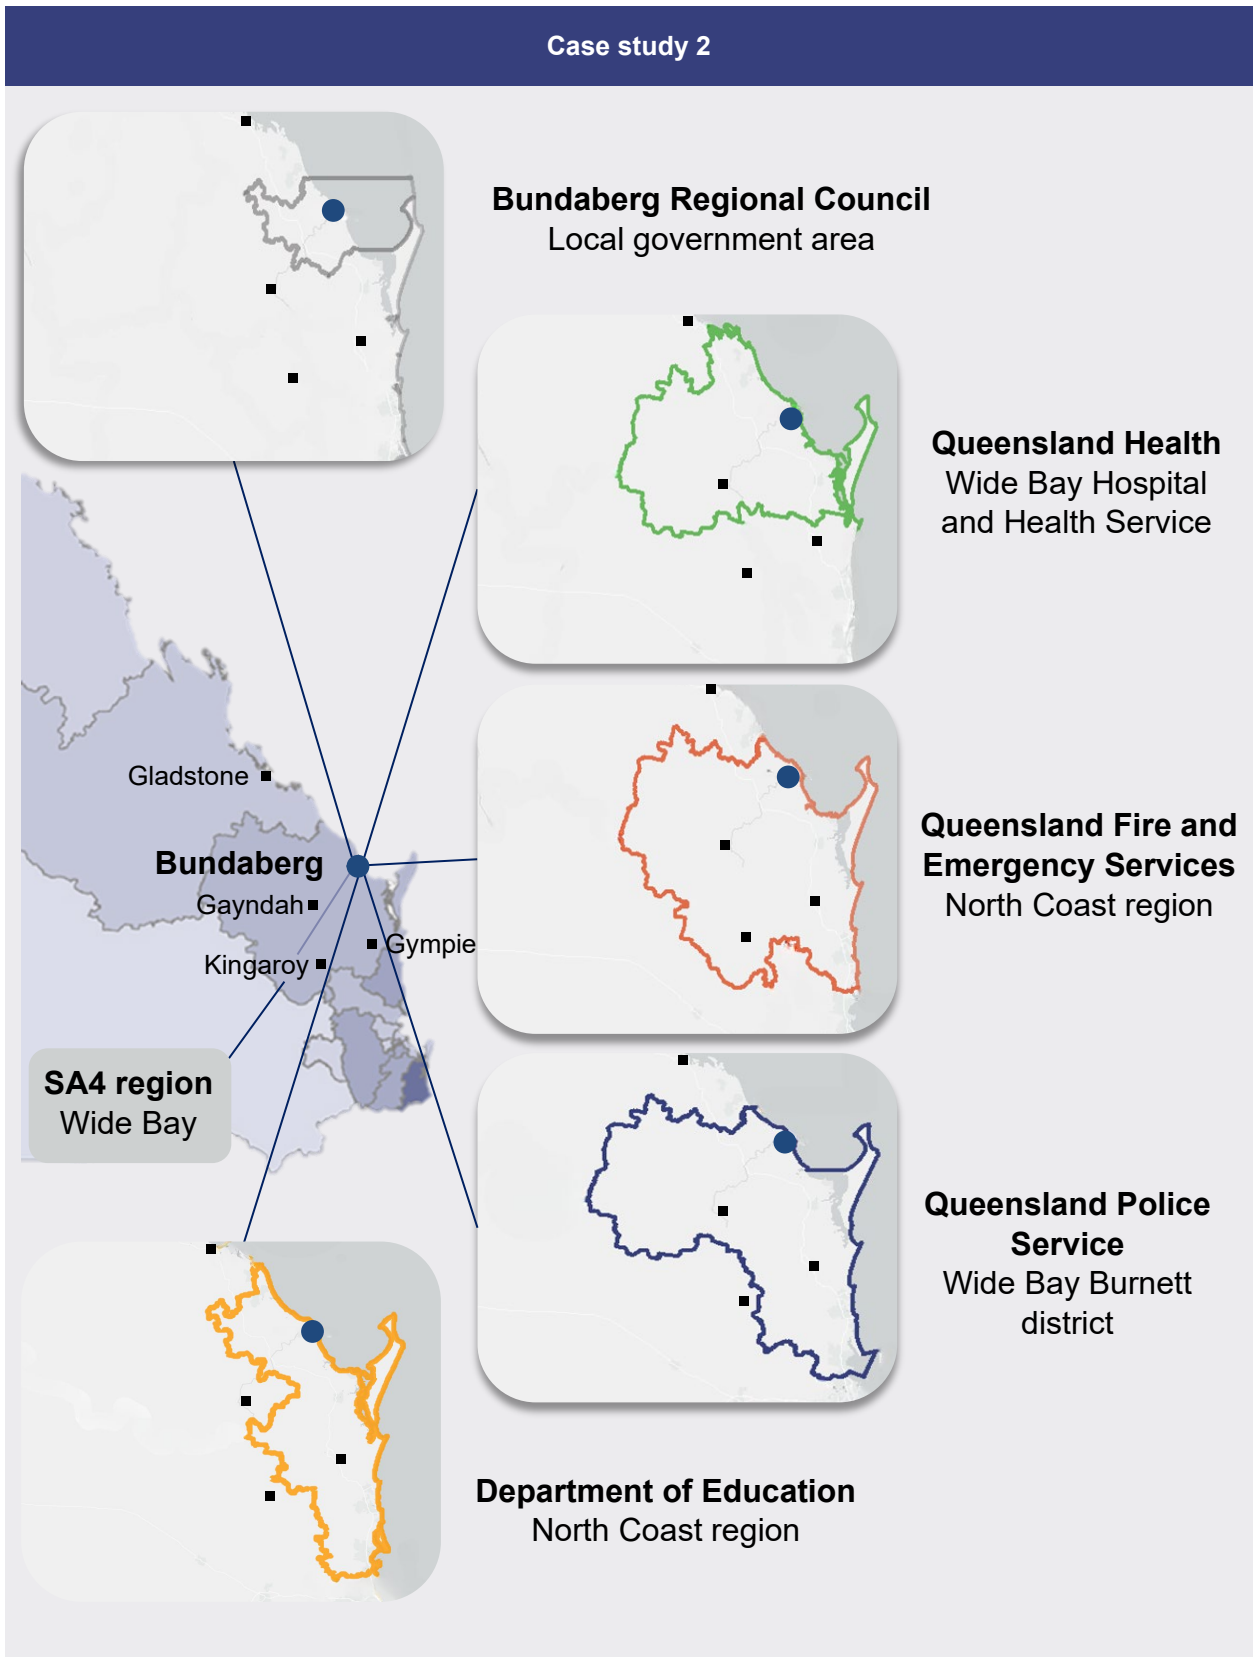 Case study 2
Bundaberg Regional Council
Local government area
Queensland Health
Wide Bay Hospital
and Health Service
Gladstone
Bundaberg
Gayndah
Gympie
Kingaroy
Queensland Fire and
Emergency Services
North Coast region
SA4 region
Wide Bay
Queensland Police
Service
Wide Bay Burnett
district
Department of Education
North Coast region